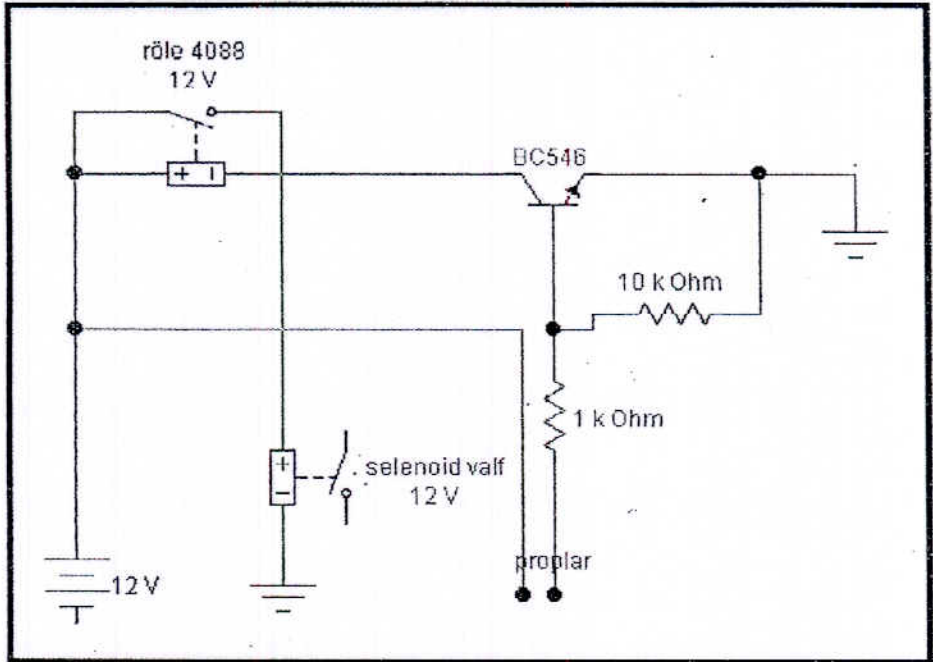 röle 4088
12 V
+ -
BC546
10 k Ohm
1 k Ohm
+
-
selenoid valf
12 V
proplar
12 V